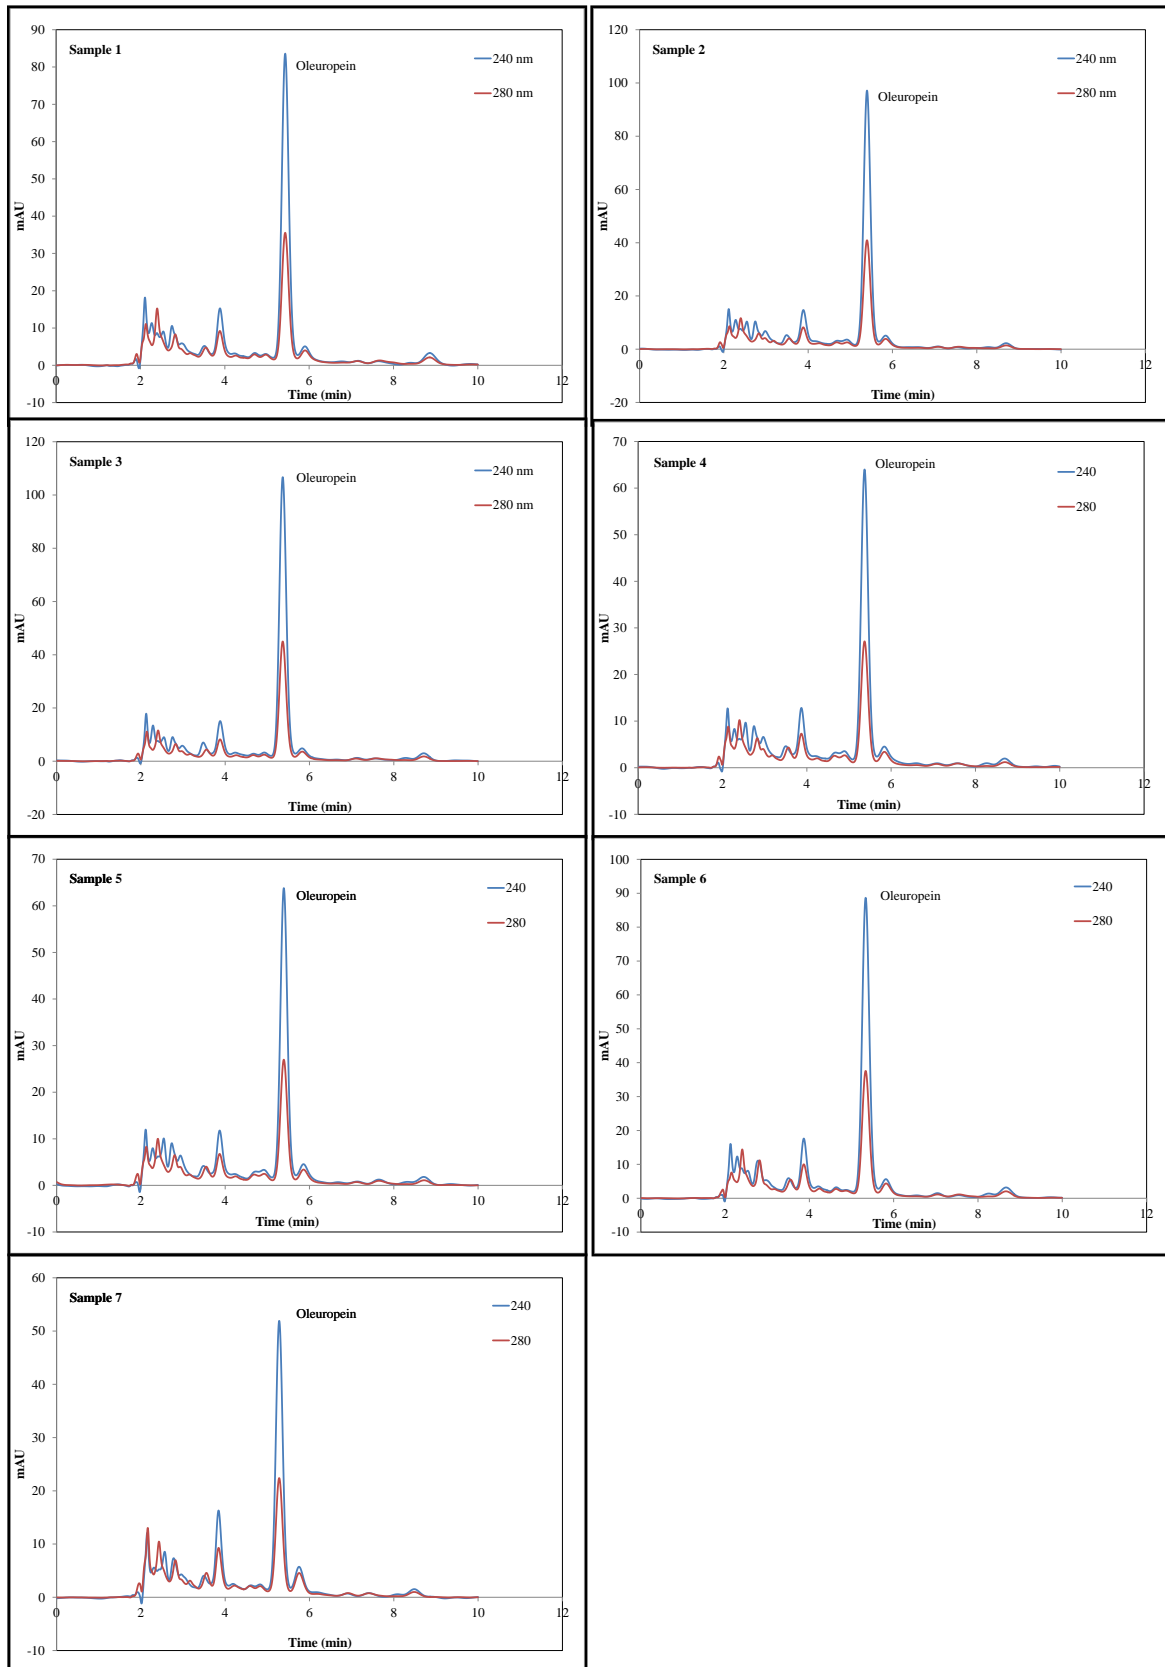 Sample 1
Oleuropein
240 nm
280 nm
90
80
70
60
50
40
30
20
10
0
-10
mAU
0 2 4 6 8 10 12
Time (min)
Sample 2
Oleuropein
240 nm
280 nm
120
100
80
60
40
20
0
-20
mAU
0 2 4 6 8 10 12
Time (min)
Sample 3
Oleuropein
240 nm
280 nm
120
100
80
60
40
20
0
-20
mAU
0 2 4 6 8 10 12
Time (min)
Sample 4
Oleuropein
240
280
70
60
50
40
30
20
10
0
-10
mAU
0 2 4 6 8 10 12
Time (min)
Sample 5
Oleuropein
240
280
70
60
50
40
30
20
10
0
-10
mAU
0 2 4 6 8 10 12
Time (min)
Sample 6
Oleuropein
240
280
100
90
80
70
60
50
40
30
20
10
0
-10
mAU
0 2 4 6 8 10 12
Time (min)
Sample 7
Oleuropein
240
280
60
50
40
30
20
10
0
-10
mAU
0 2 4 6 8 10 12
Time (min)